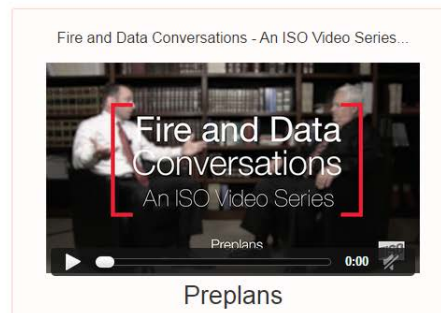 Fire and Data Conversations - An ISO Video Series...
Fire and Data
Conversations
An ISO Video Series
Preplans
0:00
Preplans